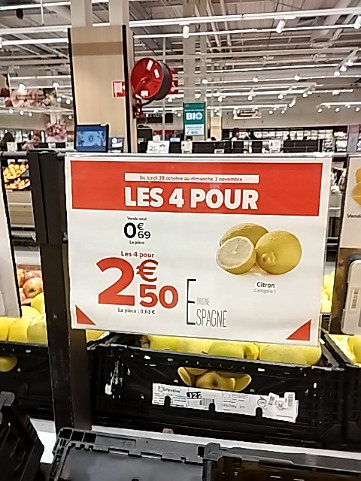 BIO
Du lundi 28 octobre au dimanche 3 novembre
LES 4 POUR
Vendu seul
0€69
La pièce
Les 4 pour
2€50
La pièce : 0.63 €
ORIGINE
ESPAGNE
Citron
Catégorie 1.
122